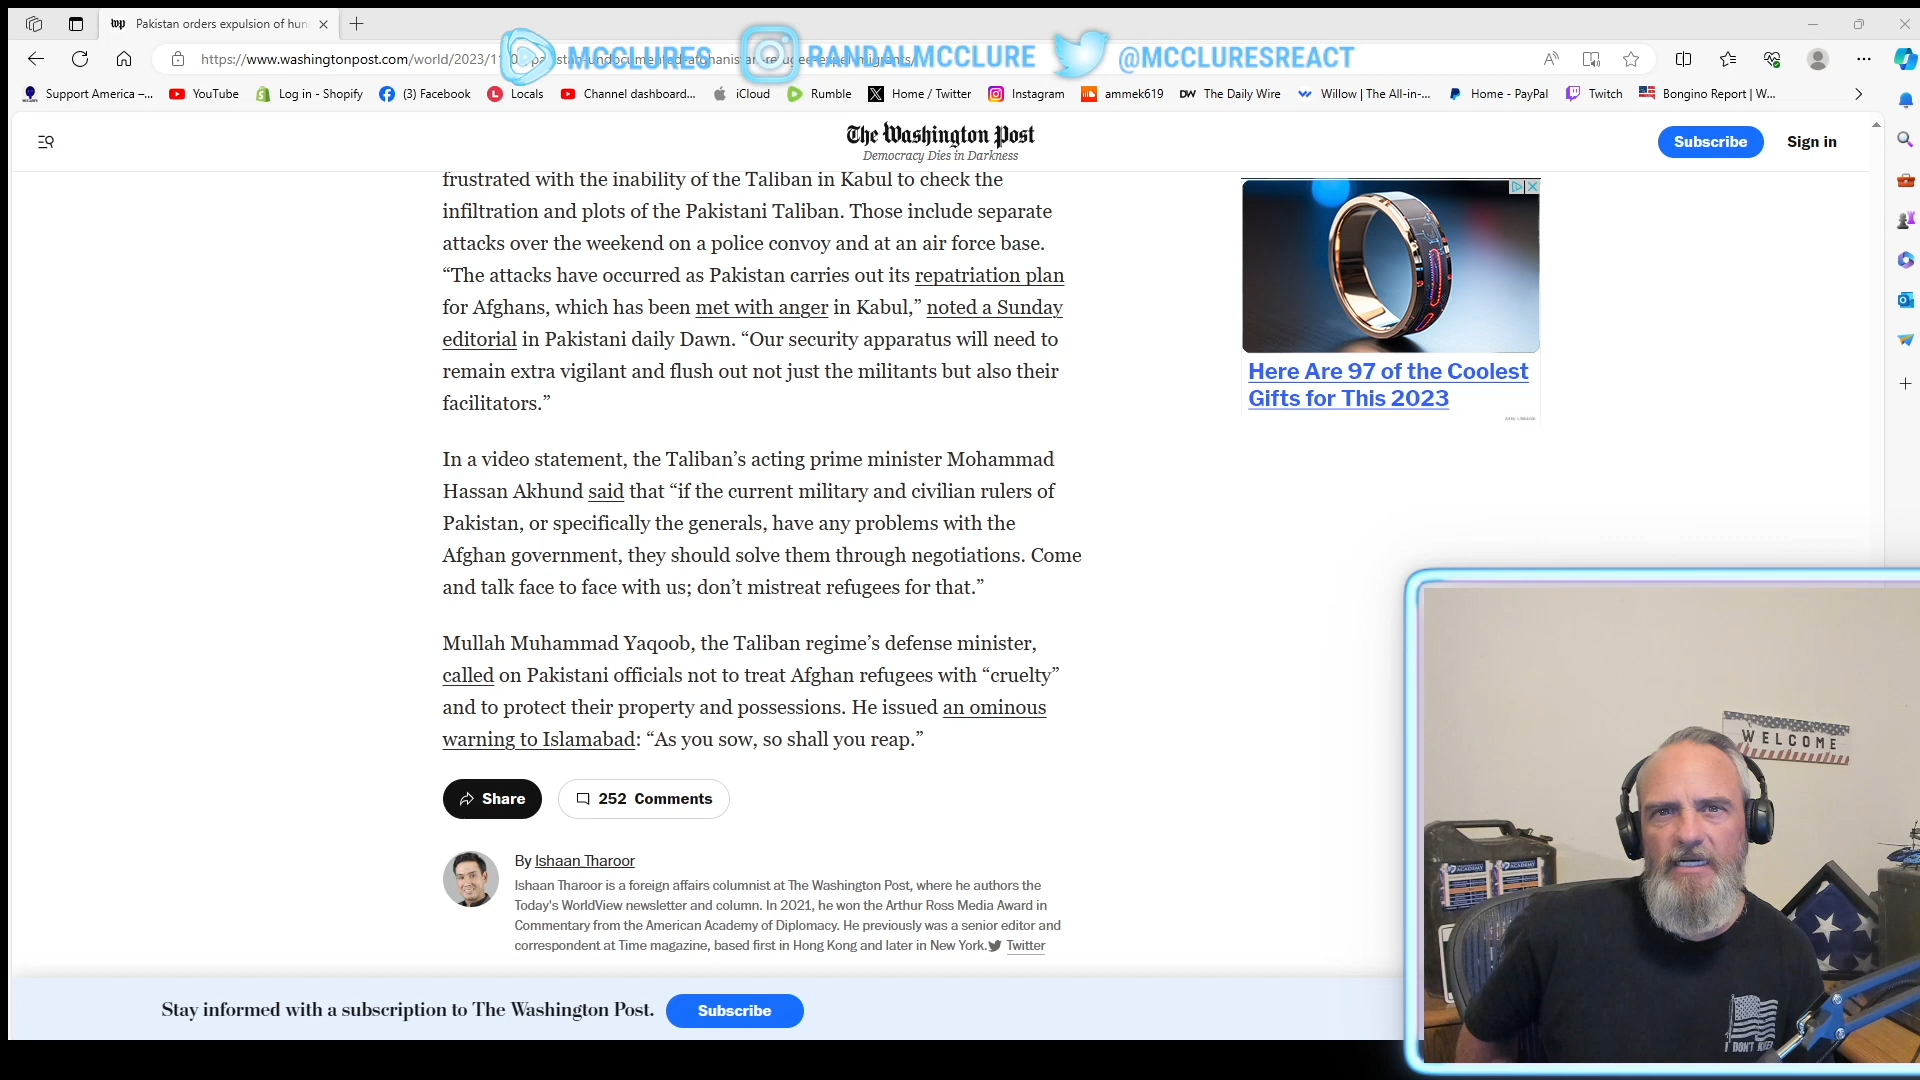 Pakistan orders expulsion of hun
MCCLURES RANDALMCCLURE @MCCLURESREACT
https://www.washingtonpost.com/world/2023/11
Support America –... YouTube Log in - Shopify (3) Facebook Locals Channel dashboard... iCloud Rumble Home / Twitter Instagram ammek619 The Daily Wire Willow | The All-in-... Home - PayPal Twitch Bongino Report | W...
The Washington Post
Democracy Dies in Darkness
Subscribe Sign in
frustrated with the inability of the Taliban in Kabul to check the
infiltration and plots of the Pakistani Taliban. Those include separate
attacks over the weekend on a police convoy and at an air force base.
“The attacks have occurred as Pakistan carries out its repatriation plan
for Afghans, which has been met with anger in Kabul,” noted a Sunday
editorial in Pakistani daily Dawn. “Our security apparatus will need to
remain extra vigilant and flush out not just the militants but also their
facilitators.”
In a video statement, the Taliban’s acting prime minister Mohammad
Hassan Akhund said that “if the current military and civilian rulers of
Pakistan, or specifically the generals, have any problems with the
Afghan government, they should solve them through negotiations. Come
and talk face to face with us; don’t mistreat refugees for that.”
Mullah Muhammad Yaqoob, the Taliban regime’s defense minister,
called on Pakistani officials not to treat Afghan refugees with “cruelty”
and to protect their property and possessions. He issued an ominous
warning to Islamabad: “As you sow, so shall you reap.”
Share 252 Comments
By Ishaan Tharoor
Ishaan Tharoor is a foreign affairs columnist at The Washington Post, where he authors the
Today's WorldView newsletter and column. In 2021, he won the Arthur Ross Media Award in
Commentary from the American Academy of Diplomacy. He previously was a senior editor and
correspondent at Time magazine, based first in Hong Kong and later in New York. Twitter
Stay informed with a subscription to The Washington Post. Subscribe
Here Are 97 of the Coolest
Gifts for This 2023
WELCOME
ACADEMY ACADEMY
I DON'T KNEEL